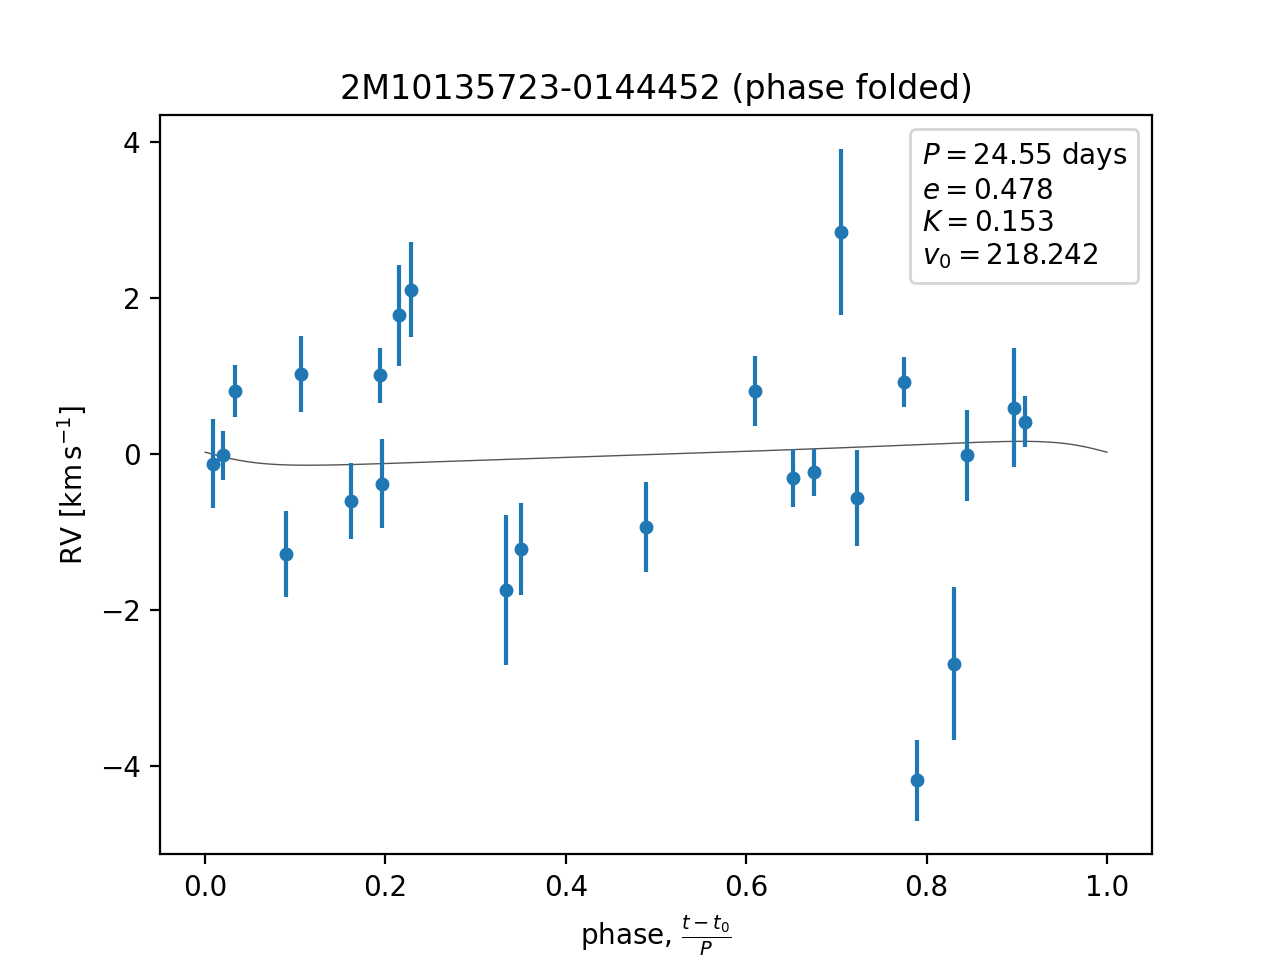 2M10135723-0144452 (phase folded)
P = 24.55 days
e = 0.478
K = 0.153
v₀ = 218.242
4
2
0
−2
−4
RV [km s⁻¹]
0.0 0.2 0.4 0.6 0.8 1.0
phase, (t − t₀)/P